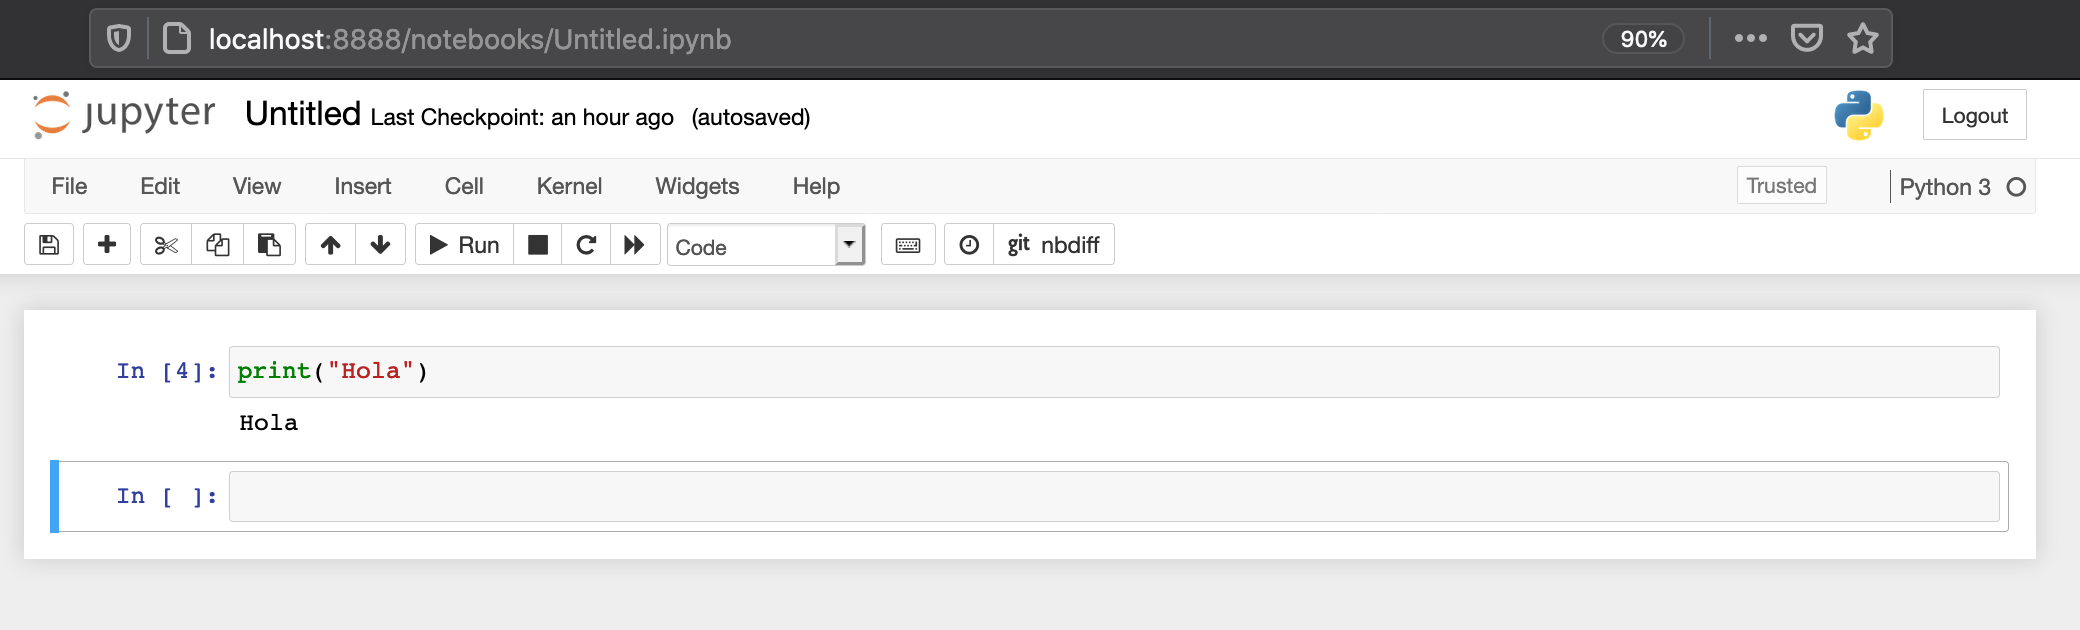 localhost:8888/notebooks/Untitled.ipynb 90%
jupyter Untitled Last Checkpoint: an hour ago (autosaved) Logout
File Edit View Insert Cell Kernel Widgets Help Trusted Python 3
Run Code git nbdiff
In [4]: print("Hola")
Hola
In [ ]: